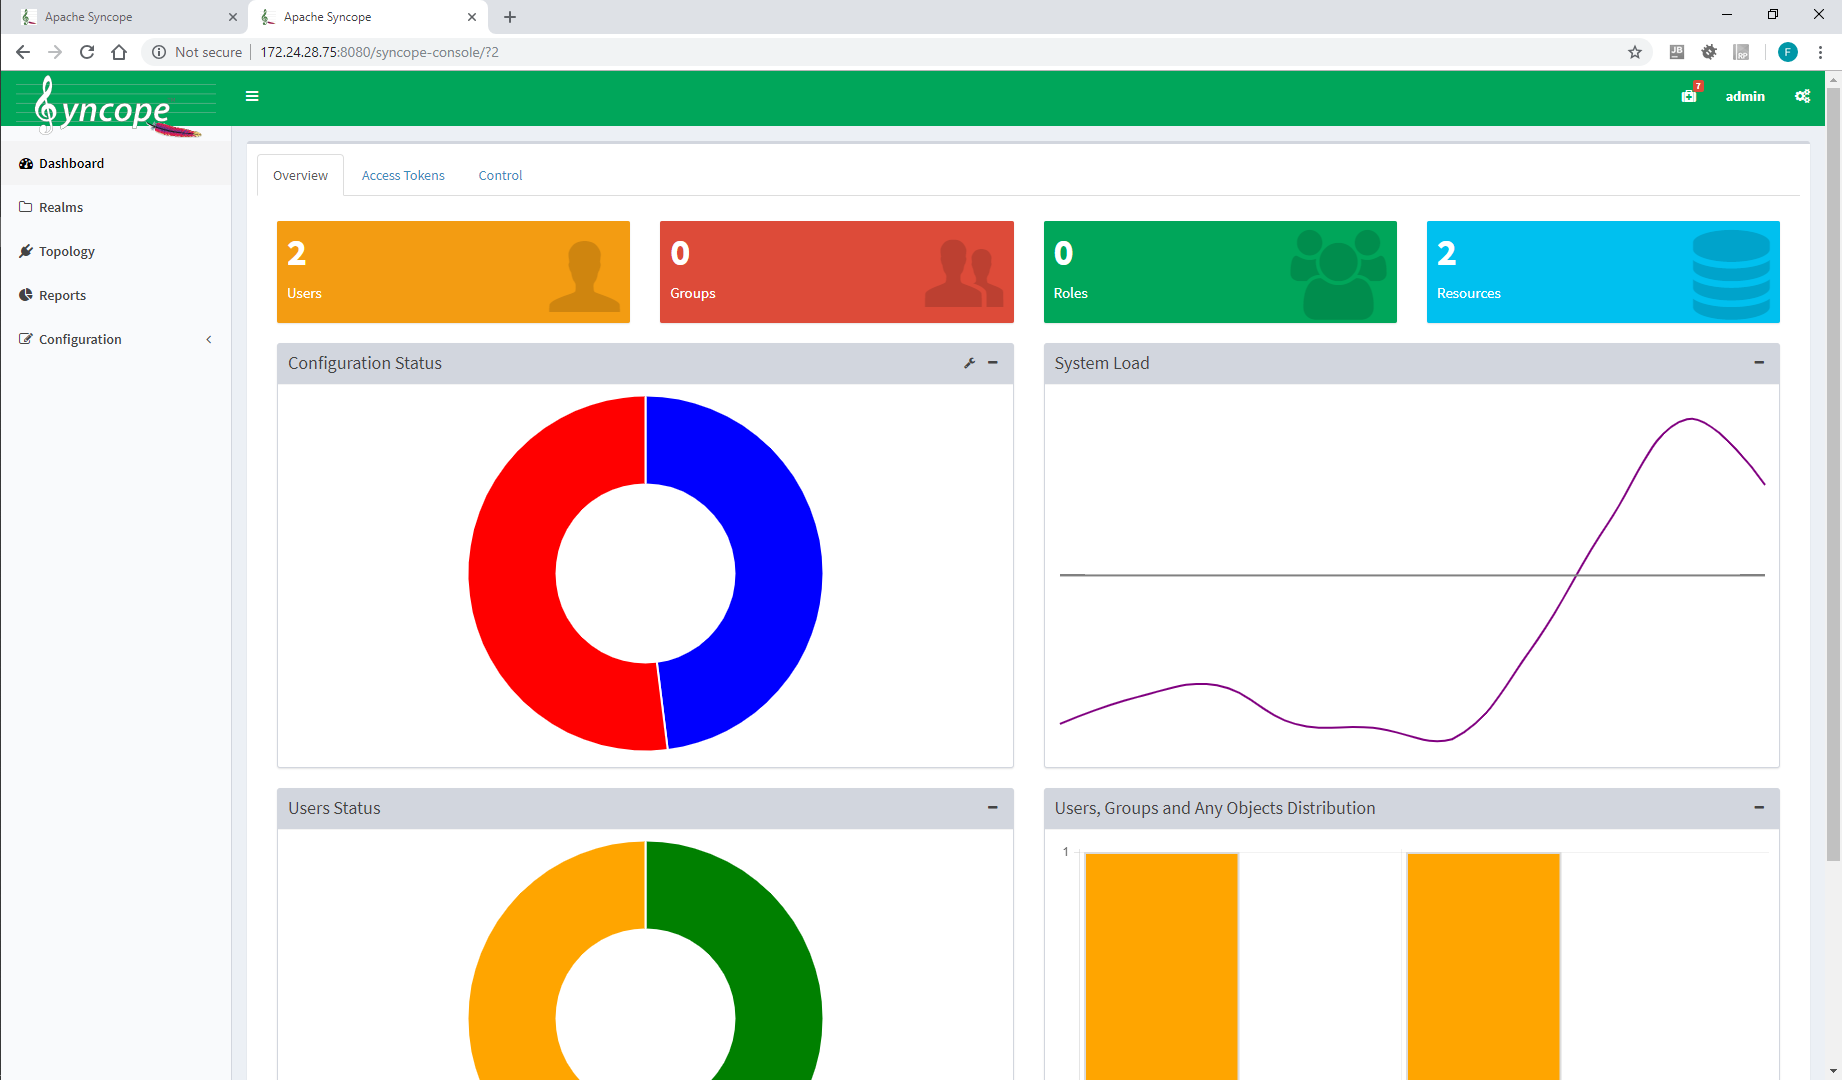 Apache Syncope
Apache Syncope
Not secure
172.24.28.75:8080/syncope-console/?2
JB
RP
F
Syncope
7
admin
Dashboard
Realms
Topology
Reports
Configuration
Overview
Access Tokens
Control
2
Users
0
Groups
0
Roles
2
Resources
Configuration Status
System Load
Users Status
Users, Groups and Any Objects Distribution
1